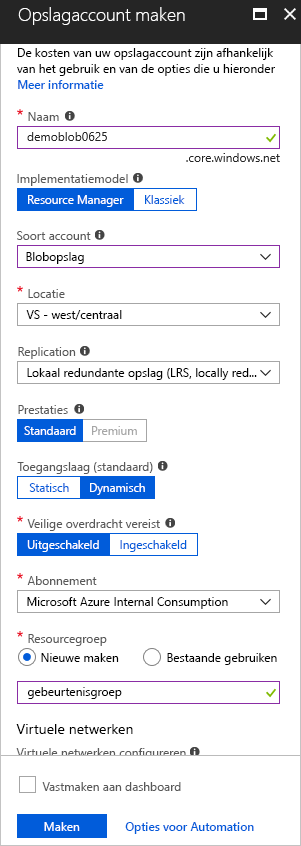 Opslagaccount maken
De kosten van uw opslagaccount zijn afhankelijk
van het gebruik en van de opties die u hieronder
Meer informatie
* Naam
demoblob0625
.core.windows.net
Implementatiemodel
Resource Manager Klassiek
Soort account
Blobopslag
* Locatie
VS - west/centraal
Replication
Lokaal redundante opslag (LRS, locally red...
Prestaties
Standaard Premium
Toegangslaag (standaard)
Statisch Dynamisch
* Veilige overdracht vereist
Uitgeschakeld Ingeschakeld
* Abonnement
Microsoft Azure Internal Consumption
* Resourcegroep
Nieuwe maken Bestaande gebruiken
gebeurtenisgroep
Virtuele netwerken
Virtuele netwerken configureren
Vastmaken aan dashboard
Maken Opties voor Automation